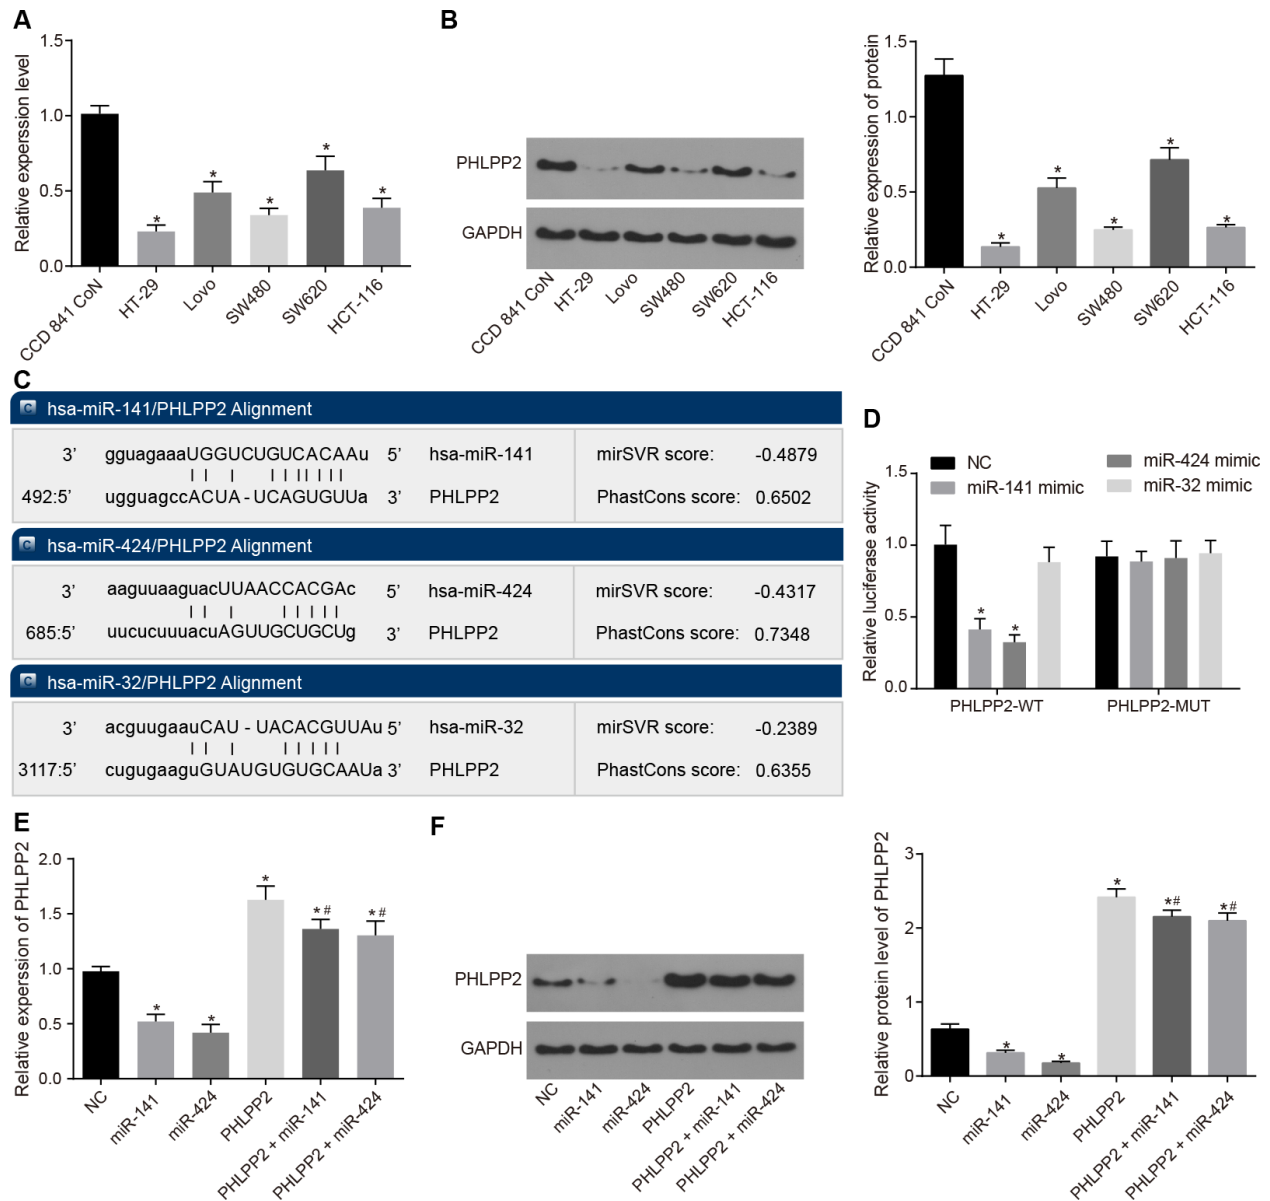 A
Relative experssion level
1.5
1.0
0.5
0.0
*
*
*
*
*
CCD 841 CoN
HT-29
Lovo
SW480
SW620
HCT-116
B
PHLPP2
GAPDH
CCD 841 CoN
HT-29
Lovo
SW480
SW620
HCT-116
Relative expression of protein
1.5
1.0
0.5
0.0
*
*
*
*
*
CCD 841 CoN
HT-29
Lovo
SW480
SW620
HCT-116
C
C hsa-miR-141/PHLPP2 Alignment
3’ gguagaaaUGGUCUGUCACAAu 5’ hsa-miR-141 mirSVR score: -0.4879
492:5’ ugguagccACUA-UCAGUGUUa 3’ PHLPP2 PhastCons score: 0.6502
C hsa-miR-424/PHLPP2 Alignment
3’ aaguuaaguacUUAACCACGAc 5’ hsa-miR-424 mirSVR score: -0.4317
685:5’ uucucuuuacuAGUUGCUGCUg 3’ PHLPP2 PhastCons score: 0.7348
C hsa-miR-32/PHLPP2 Alignment
3’ acguugaauCAU-UACACGUUAu 5’ hsa-miR-32 mirSVR score: -0.2389
3117:5’ cugugaaguGUAUGUGUGCAAUa 3’ PHLPP2 PhastCons score: 0.6355
D
Relative luciferase activity
1.5
1.0
0.5
0.0
NC
miR-141 mimic
miR-424 mimic
miR-32 mimic
*
*
PHLPP2-WT
PHLPP2-MUT
E
Relative experssion of PHLPP2
2.0
1.5
1.0
0.5
0.0
*
*
*
*#
*#
NC
miR-141
miR-424
PHLPP2
PHLPP2 + miR-141
PHLPP2 + miR-424
F
PHLPP2
GAPDH
NC
miR-141
miR-424
PHLPP2
PHLPP2 + miR-141
PHLPP2 + miR-424
Relative protein level of PHLPP2
3
2
1
0
*
*
*
*#
*#
NC
miR-141
miR-424
PHLPP2
PHLPP2 + miR-141
PHLPP2 + miR-424